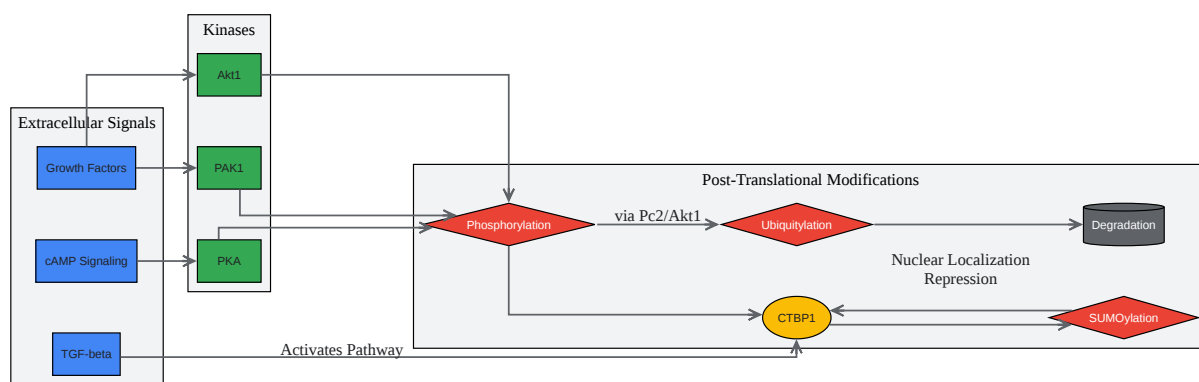 Kinases
Akt1
Extracellular Signals
Growth Factors
PAK1
Post-Translational Modifications
Phosphorylation
via Pc2/Akt1
Ubiquitylation
Degradation
cAMP Signaling
PKA
Nuclear Localization
Repression
CTBP1
SUMOylation
TGF-beta
Activates Pathway